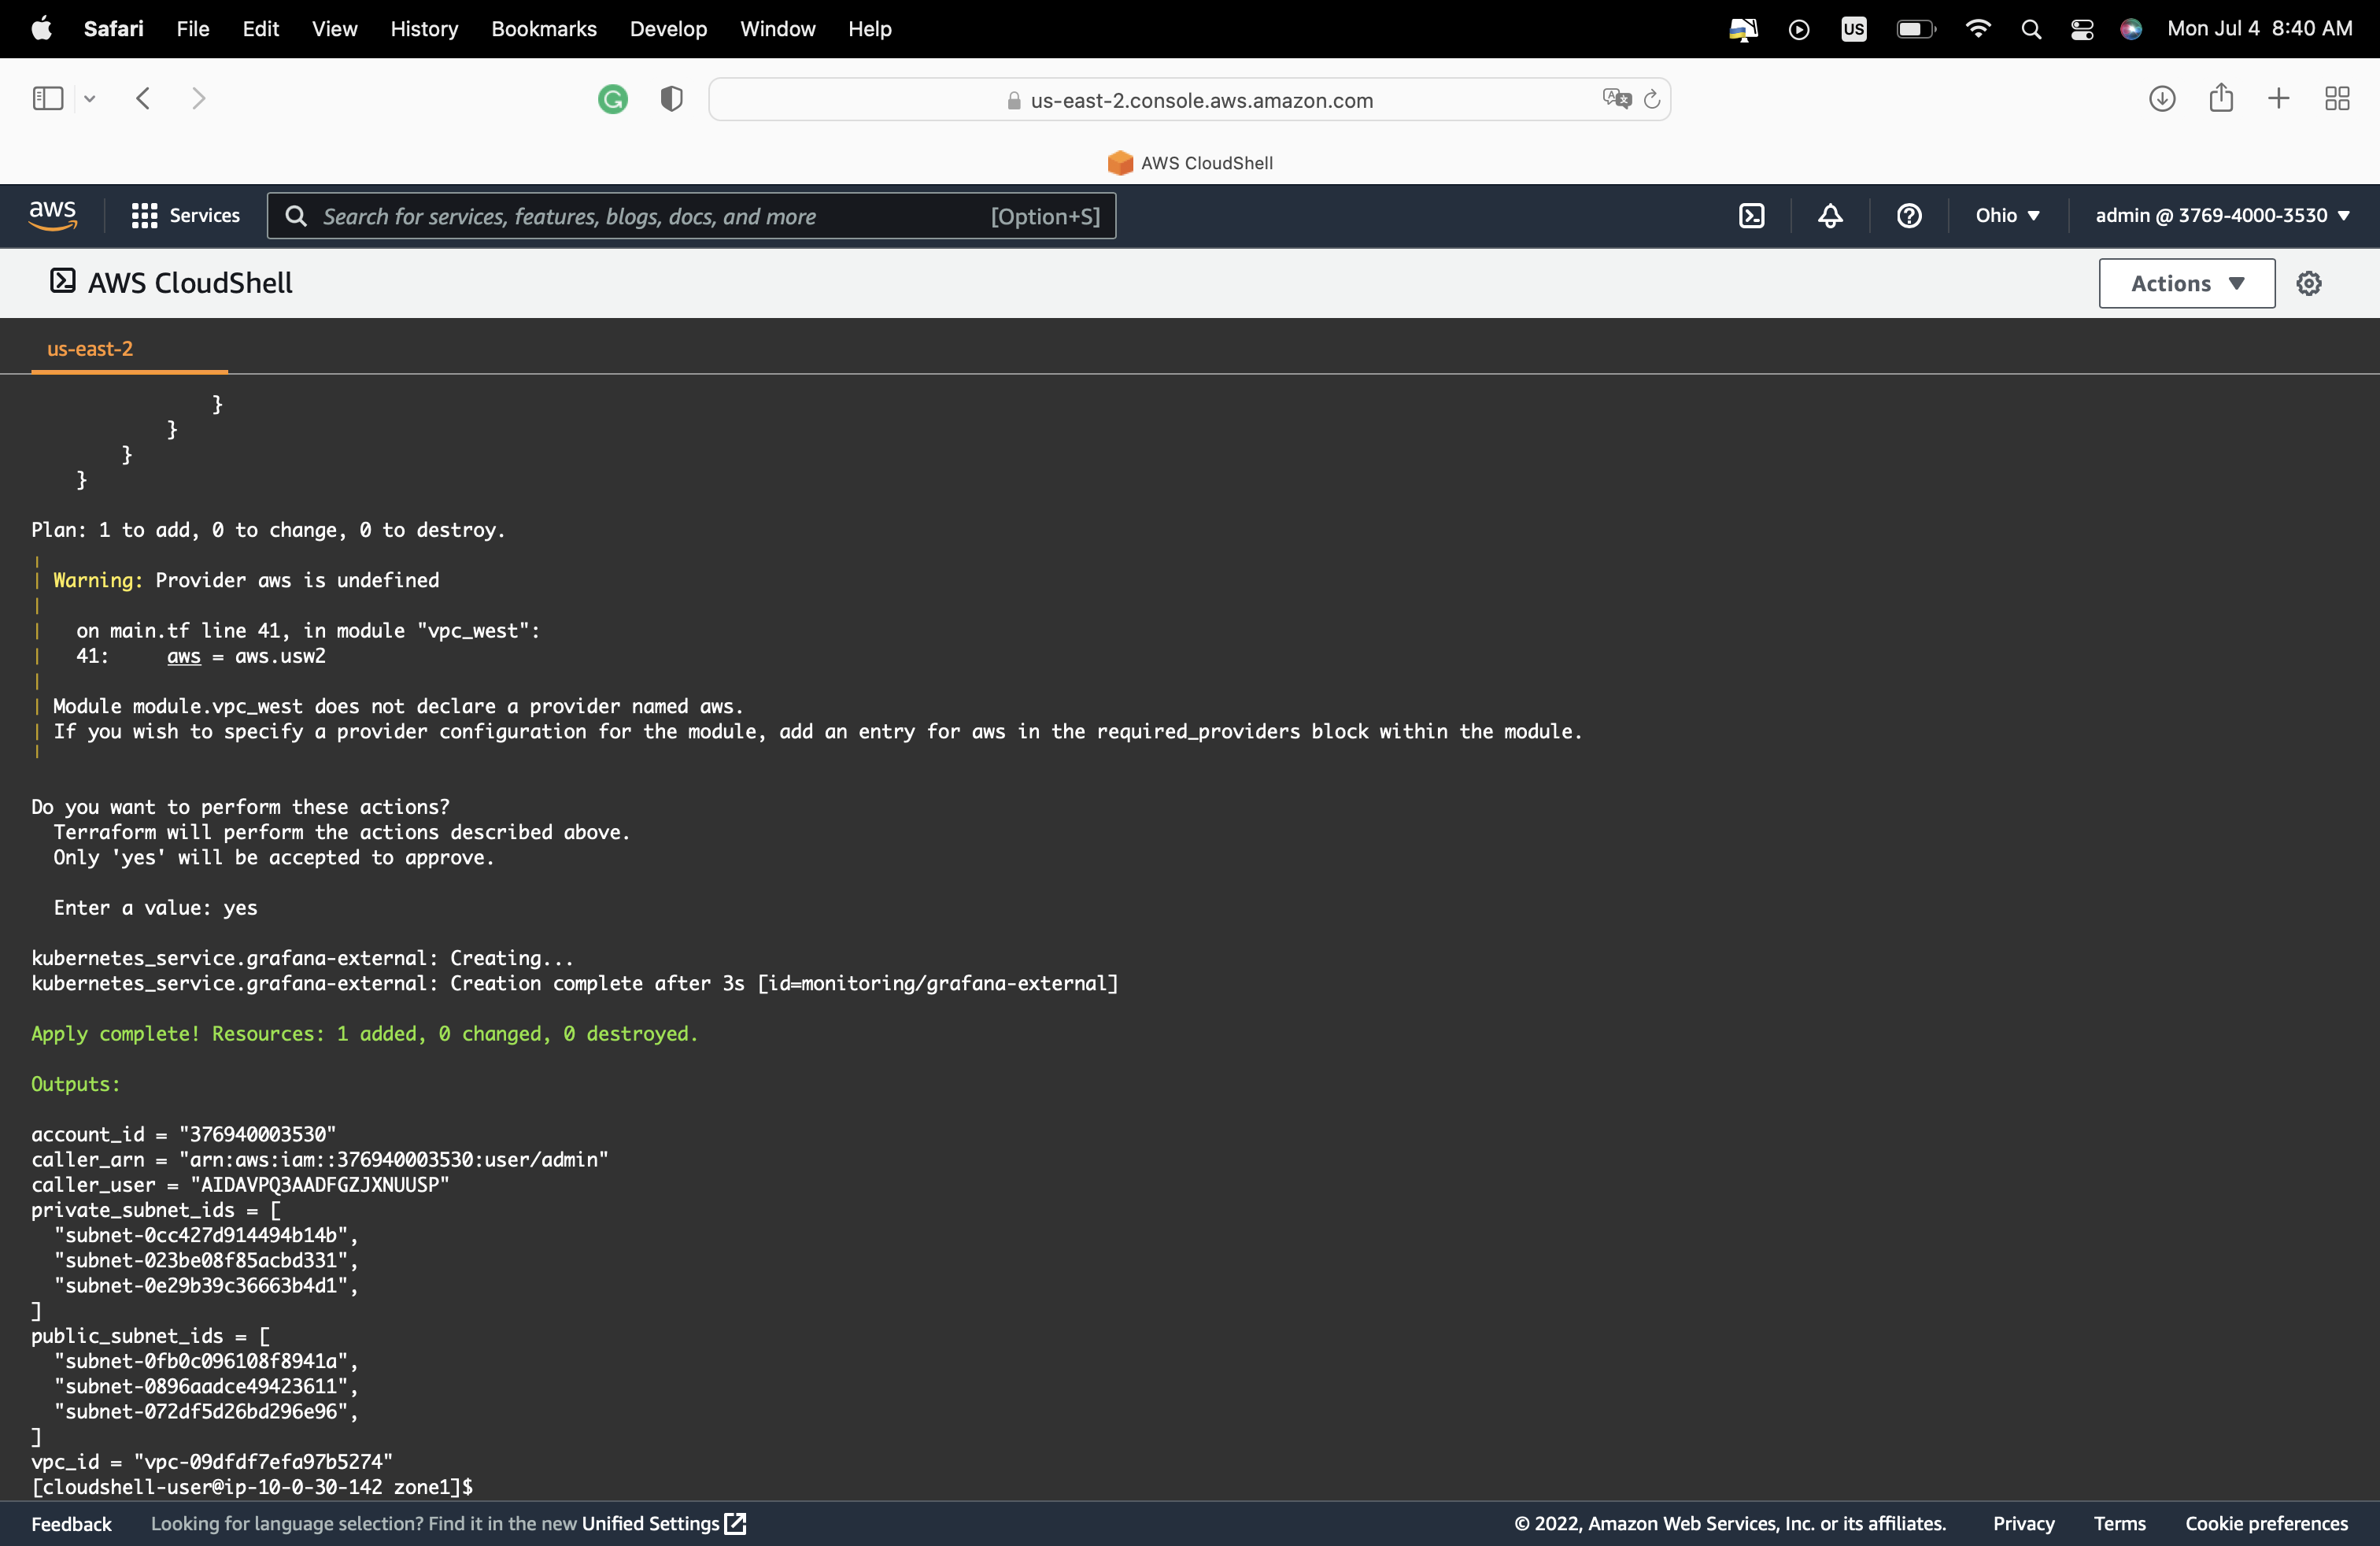 Safari File Edit View History Bookmarks Develop Window Help US Mon Jul 4 8:40 AM
us-east-2.console.aws.amazon.com
AWS CloudShell
aws Services Search for services, features, blogs, docs, and more [Option+S] Ohio ▼ admin @ 3769-4000-3530 ▼
AWS CloudShell Actions ▼
us-east-2
}
}
}
}
Plan: 1 to add, 0 to change, 0 to destroy.
Warning: Provider aws is undefined
on main.tf line 41, in module "vpc_west":
41: aws = aws.usw2
Module module.vpc_west does not declare a provider named aws.
If you wish to specify a provider configuration for the module, add an entry for aws in the required_providers block within the module.
Do you want to perform these actions?
Terraform will perform the actions described above.
Only 'yes' will be accepted to approve.
Enter a value: yes
kubernetes_service.grafana-external: Creating...
kubernetes_service.grafana-external: Creation complete after 3s [id=monitoring/grafana-external]
Apply complete! Resources: 1 added, 0 changed, 0 destroyed.
Outputs:
account_id = "376940003530"
caller_arn = "arn:aws:iam::376940003530:user/admin"
caller_user = "AIDAVPQ3AADFGZJXNUUSP"
private_subnet_ids = [
"subnet-0cc427d914494b14b",
"subnet-023be08f85acbd331",
"subnet-0e29b39c36663b4d1",
]
public_subnet_ids = [
"subnet-0fb0c096108f8941a",
"subnet-0896aadce49423611",
"subnet-072df5d26bd296e96",
]
vpc_id = "vpc-09dfdf7efa97b5274"
[cloudshell-user@ip-10-0-30-142 zone1]$
Feedback Looking for language selection? Find it in the new Unified Settings © 2022, Amazon Web Services, Inc. or its affiliates. Privacy Terms Cookie preferences